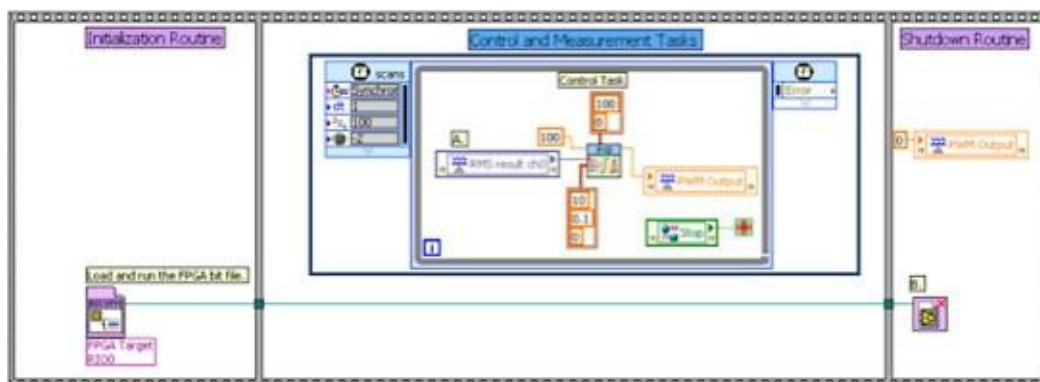 Initialization Routine
Load and run the FPGA bit file.
FPGA Target
RIO0
Control and Measurement Tasks
scans
dt
1
100
-2
Control Task
100
0
A.
100
RMS result ch0
PWM Output
10
0.1
0
Stop
i
Error
Shutdown Routine
0
PWM Output
B.